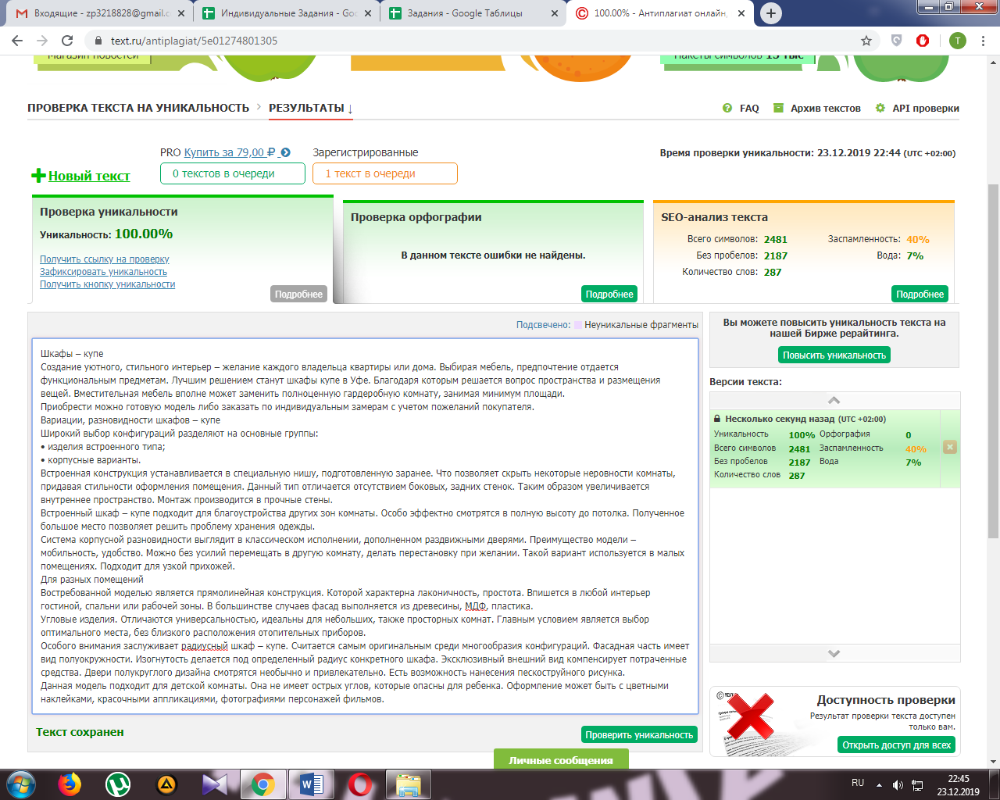 Входящие - zp3218828@gmail.c
Индивидуальные Задания - Goo
Задания - Google Таблицы
100.00% - Антиплагиат онлайн,
text.ru/antiplagiat/5e01274801305
T
Магазин новостей
Пакеты символов 15 тыс
ПРОВЕРКА ТЕКСТА НА УНИКАЛЬНОСТЬ > РЕЗУЛЬТАТЫ ↓
FAQ Архив текстов API проверки
PRO Купить за 79,00 ₽
Зарегистрированные
Время проверки уникальности: 23.12.2019 22:44 (UTC +02:00)
Новый текст
0 текстов в очереди
1 текст в очереди
Проверка уникальности
Уникальность: 100.00%
Получить ссылку на проверку
Зафиксировать уникальность
Получить кнопку уникальности
Подробнее
Проверка орфографии
В данном тексте ошибки не найдены.
Подробнее
SEO-анализ текста
Всего символов: 2481 Заспамленность: 40%
Без пробелов: 2187 Вода: 7%
Количество слов: 287
Подробнее
Подсвечено: Неуникальные фрагменты
Шкафы – купе
Создание уютного, стильного интерьер – желание каждого владельца квартиры или дома. Выбирая мебель, предпочтение отдается
функциональным предметам. Лучшим решением станут шкафы купе в Уфе. Благодаря которым решается вопрос пространства и размещения
вещей. Вместительная мебель вполне может заменить полноценную гардеробную комнату, занимая минимум площади.
Приобрести можно готовую модель либо заказать по индивидуальным замерам с учетом пожеланий покупателя.
Вариации, разновидности шкафов – купе
Широкий выбор конфигураций разделяют на основные группы:
• изделия встроенного типа;
• корпусные варианты.
Встроенная конструкция устанавливается в специальную нишу, подготовленную заранее. Что позволяет скрыть некоторые неровности комнаты,
придавая стильности оформления помещения. Данный тип отличается отсутствием боковых, задних стенок. Таким образом увеличивается
внутреннее пространство. Монтаж производится в прочные стены.
Встроенный шкаф – купе подходит для благоустройства других зон комнаты. Особо эффектно смотрятся в полную высоту до потолка. Полученное
большое место позволяет решить проблему хранения одежды.
Система корпусной разновидности выглядит в классическом исполнении, дополненном раздвижными дверями. Преимущество модели –
мобильность, удобство. Можно без усилий перемещать в другую комнату, делать перестановку при желании. Такой вариант используется в малых
помещениях. Подходит для узкой прихожей.
Для разных помещений
Востребованной моделью является прямолинейная конструкция. Которой характерна лаконичность, простота. Впишется в любой интерьер
гостиной, спальни или рабочей зоны. В большинстве случаев фасад выполняется из древесины, МДФ, пластика.
Угловые изделия. Отличаются универсальностью, идеальны для небольших, также просторных комнат. Главным условием является выбор
оптимального места, без близкого расположения отопительных приборов.
Особого внимания заслуживает радиусный шкаф – купе. Считается самым оригинальным среди многообразия конфигураций. Фасадная часть имеет
вид полуокружности. Изогнутость делается под определенный радиус конкретного шкафа. Эксклюзивный внешний вид компенсирует потраченные
средства. Двери полукруглого дизайна смотрятся необычно и привлекательно. Есть возможность нанесения пескоструйного рисунка.
Данная модель подходит для детской комнаты. Она не имеет острых углов, которые опасны для ребенка. Оформление может быть с цветными
наклейками, красочными аппликациями, фотографиями персонажей фильмов.
Текст сохранен
Проверить уникальность
Вы можете повысить уникальность текста на
нашей Бирже рерайтинга.
Повысить уникальность
Версии текста:
Несколько секунд назад (UTC +02:00)
Уникальность 100% Орфография 0
Всего символов 2481 Заспамленность 40%
Без пробелов 2187 Вода 7%
Количество слов 287
Доступность проверки
Результат проверки текста доступен
только вам.
Открыть доступ для всех
Личные сообщения
RU
22:45
23.12.2019